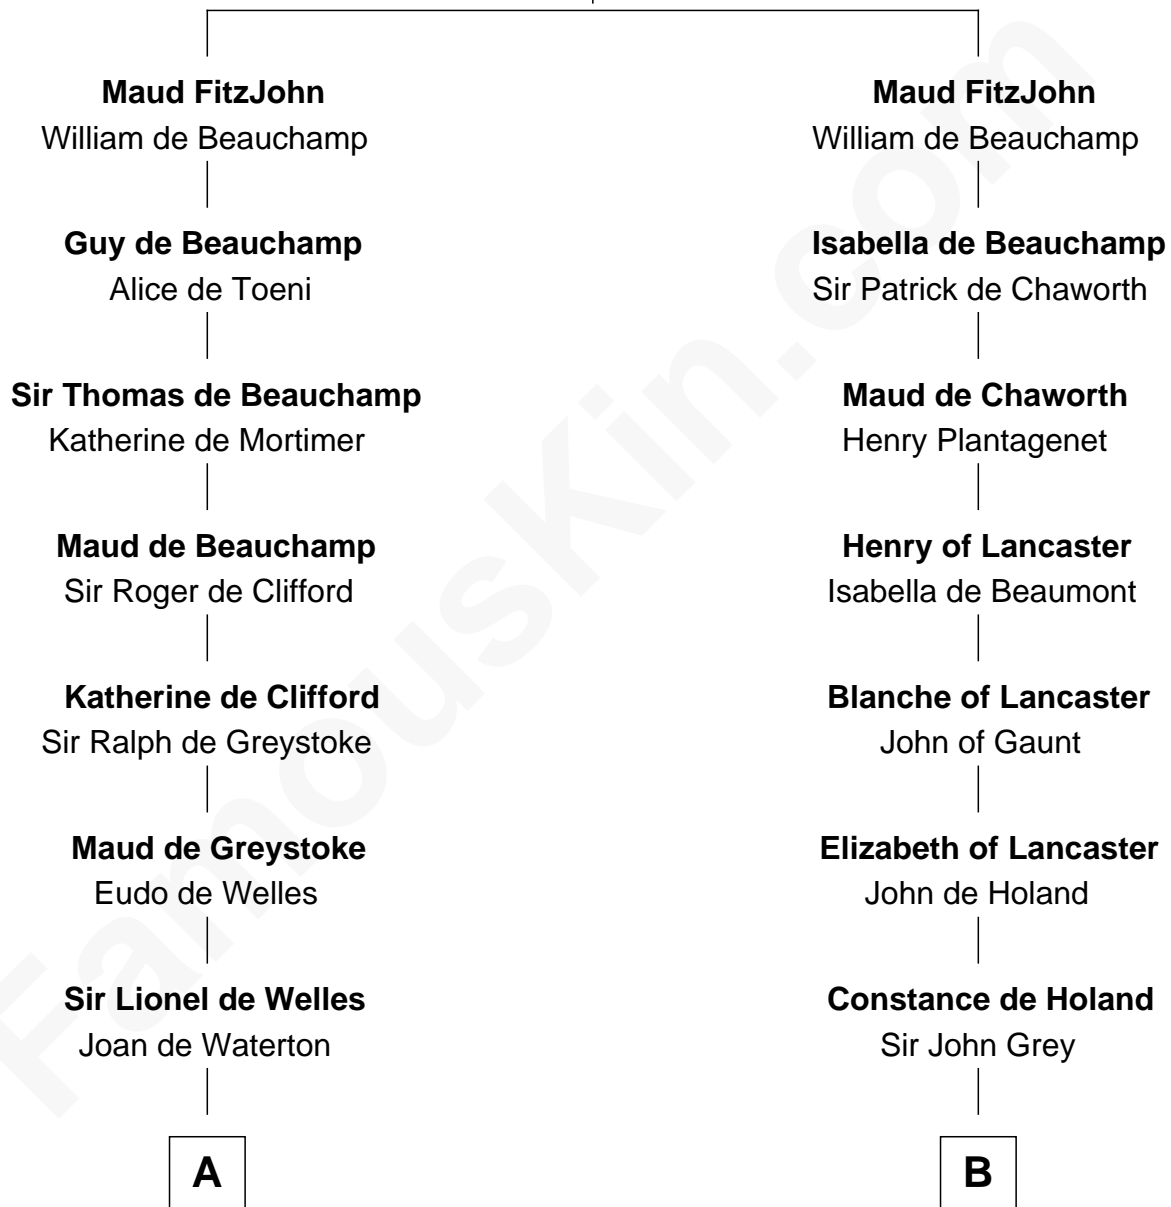 Maud FitzJohn
William de Beauchamp
Guy de Beauchamp
Alice de Toeni
Sir Thomas de Beauchamp
Katherine de Mortimer
Maud de Beauchamp
Sir Roger de Clifford
Katherine de Clifford
Sir Ralph de Greystoke
Maud de Greystoke
Eudo de Welles
Sir Lionel de Welles
Joan de Waterton
A
Maud FitzJohn
William de Beauchamp
Isabella de Beauchamp
Sir Patrick de Chaworth
Maud de Chaworth
Henry Plantagenet
Henry of Lancaster
Isabella de Beaumont
Blanche of Lancaster
John of Gaunt
Elizabeth of Lancaster
John de Holand
Constance de Holand
Sir John Grey
B
FamousKin.com